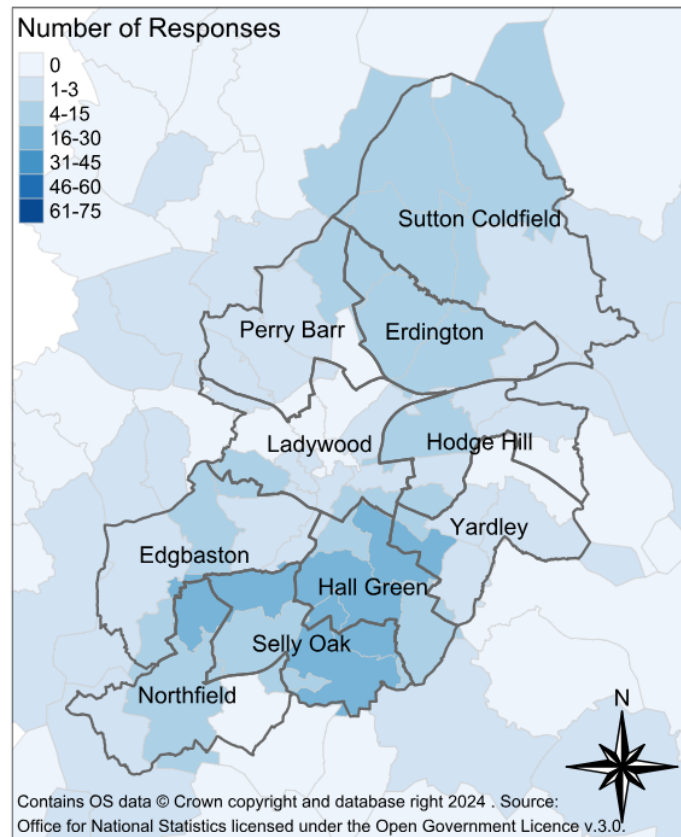 Number of Responses
0
1-3
4-15
16-30
31-45
46-60
61-75
Sutton Coldfield
Perry Barr
Erdington
Ladywood
Hodge Hill
Yardley
Edgbaston
Hall Green
Selly Oak
Northfield
N
Contains OS data © Crown copyright and database right 2024 . Source:
Office for National Statistics licensed under the Open Government Licence v.3.0.